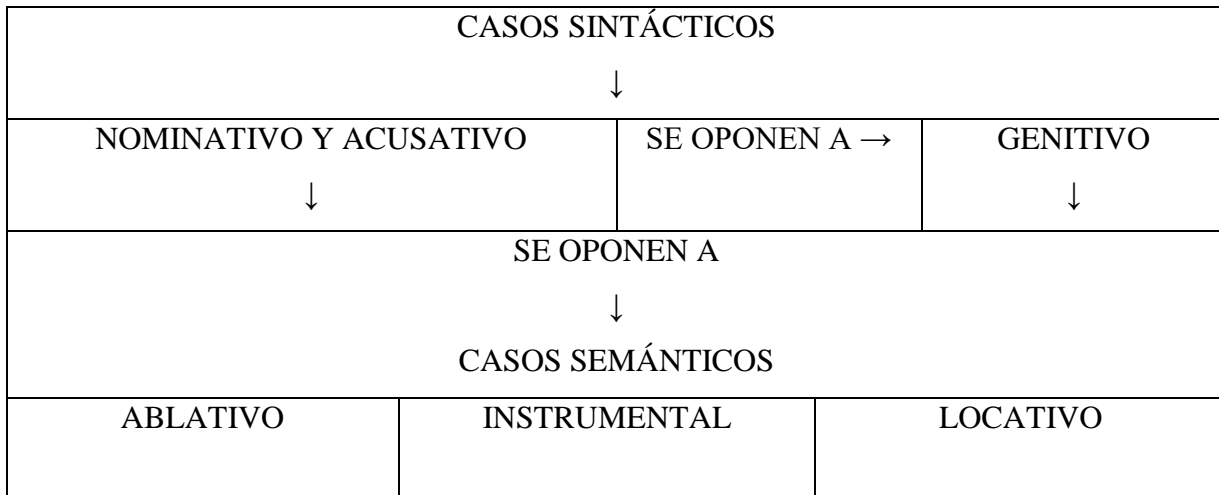 CASOS SINTÁCTICOS
↓
NOMINATIVO Y ACUSATIVO
↓
SE OPONEN A →
GENITIVO
↓
SE OPONEN A
↓
CASOS SEMÁNTICOS
ABLATIVO
INSTRUMENTAL
LOCATIVO